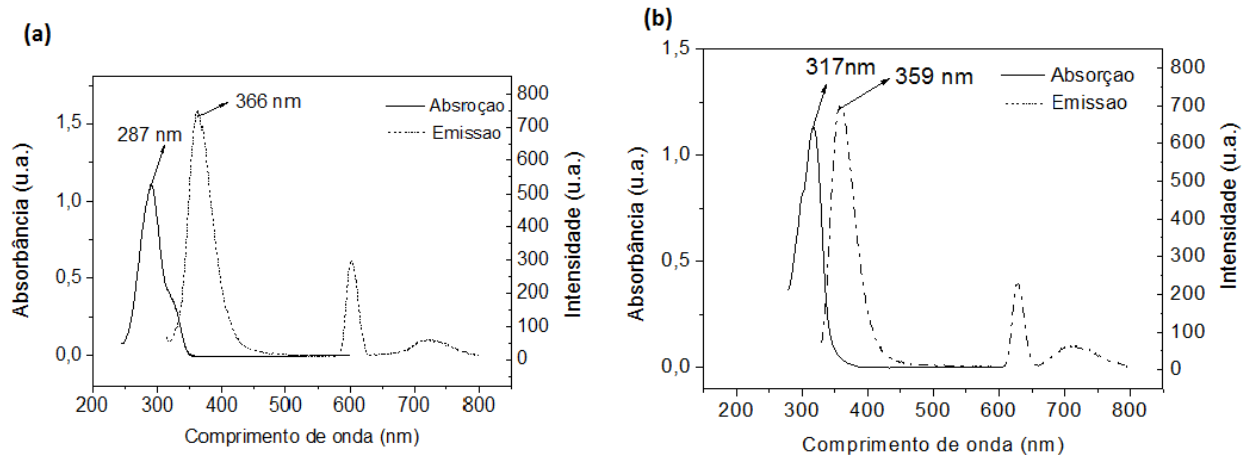 (a)
287 nm
366 nm
Absroçao
Emissao
Absorbância (u.a.)
1,5
1,0
0,5
0,0
Intensidade (u.a.)
800
700
600
500
400
300
200
100
0
200 300 400 500 600 700 800
Comprimento de onda (nm)
(b)
317nm
359 nm
Absorçao
Emissao
Absorbância (u.a.)
1,5
1,0
0,5
0,0
Intensidade (u.a.)
800
700
600
500
400
300
200
100
0
200 300 400 500 600 700 800
Comprimento de onda (nm)